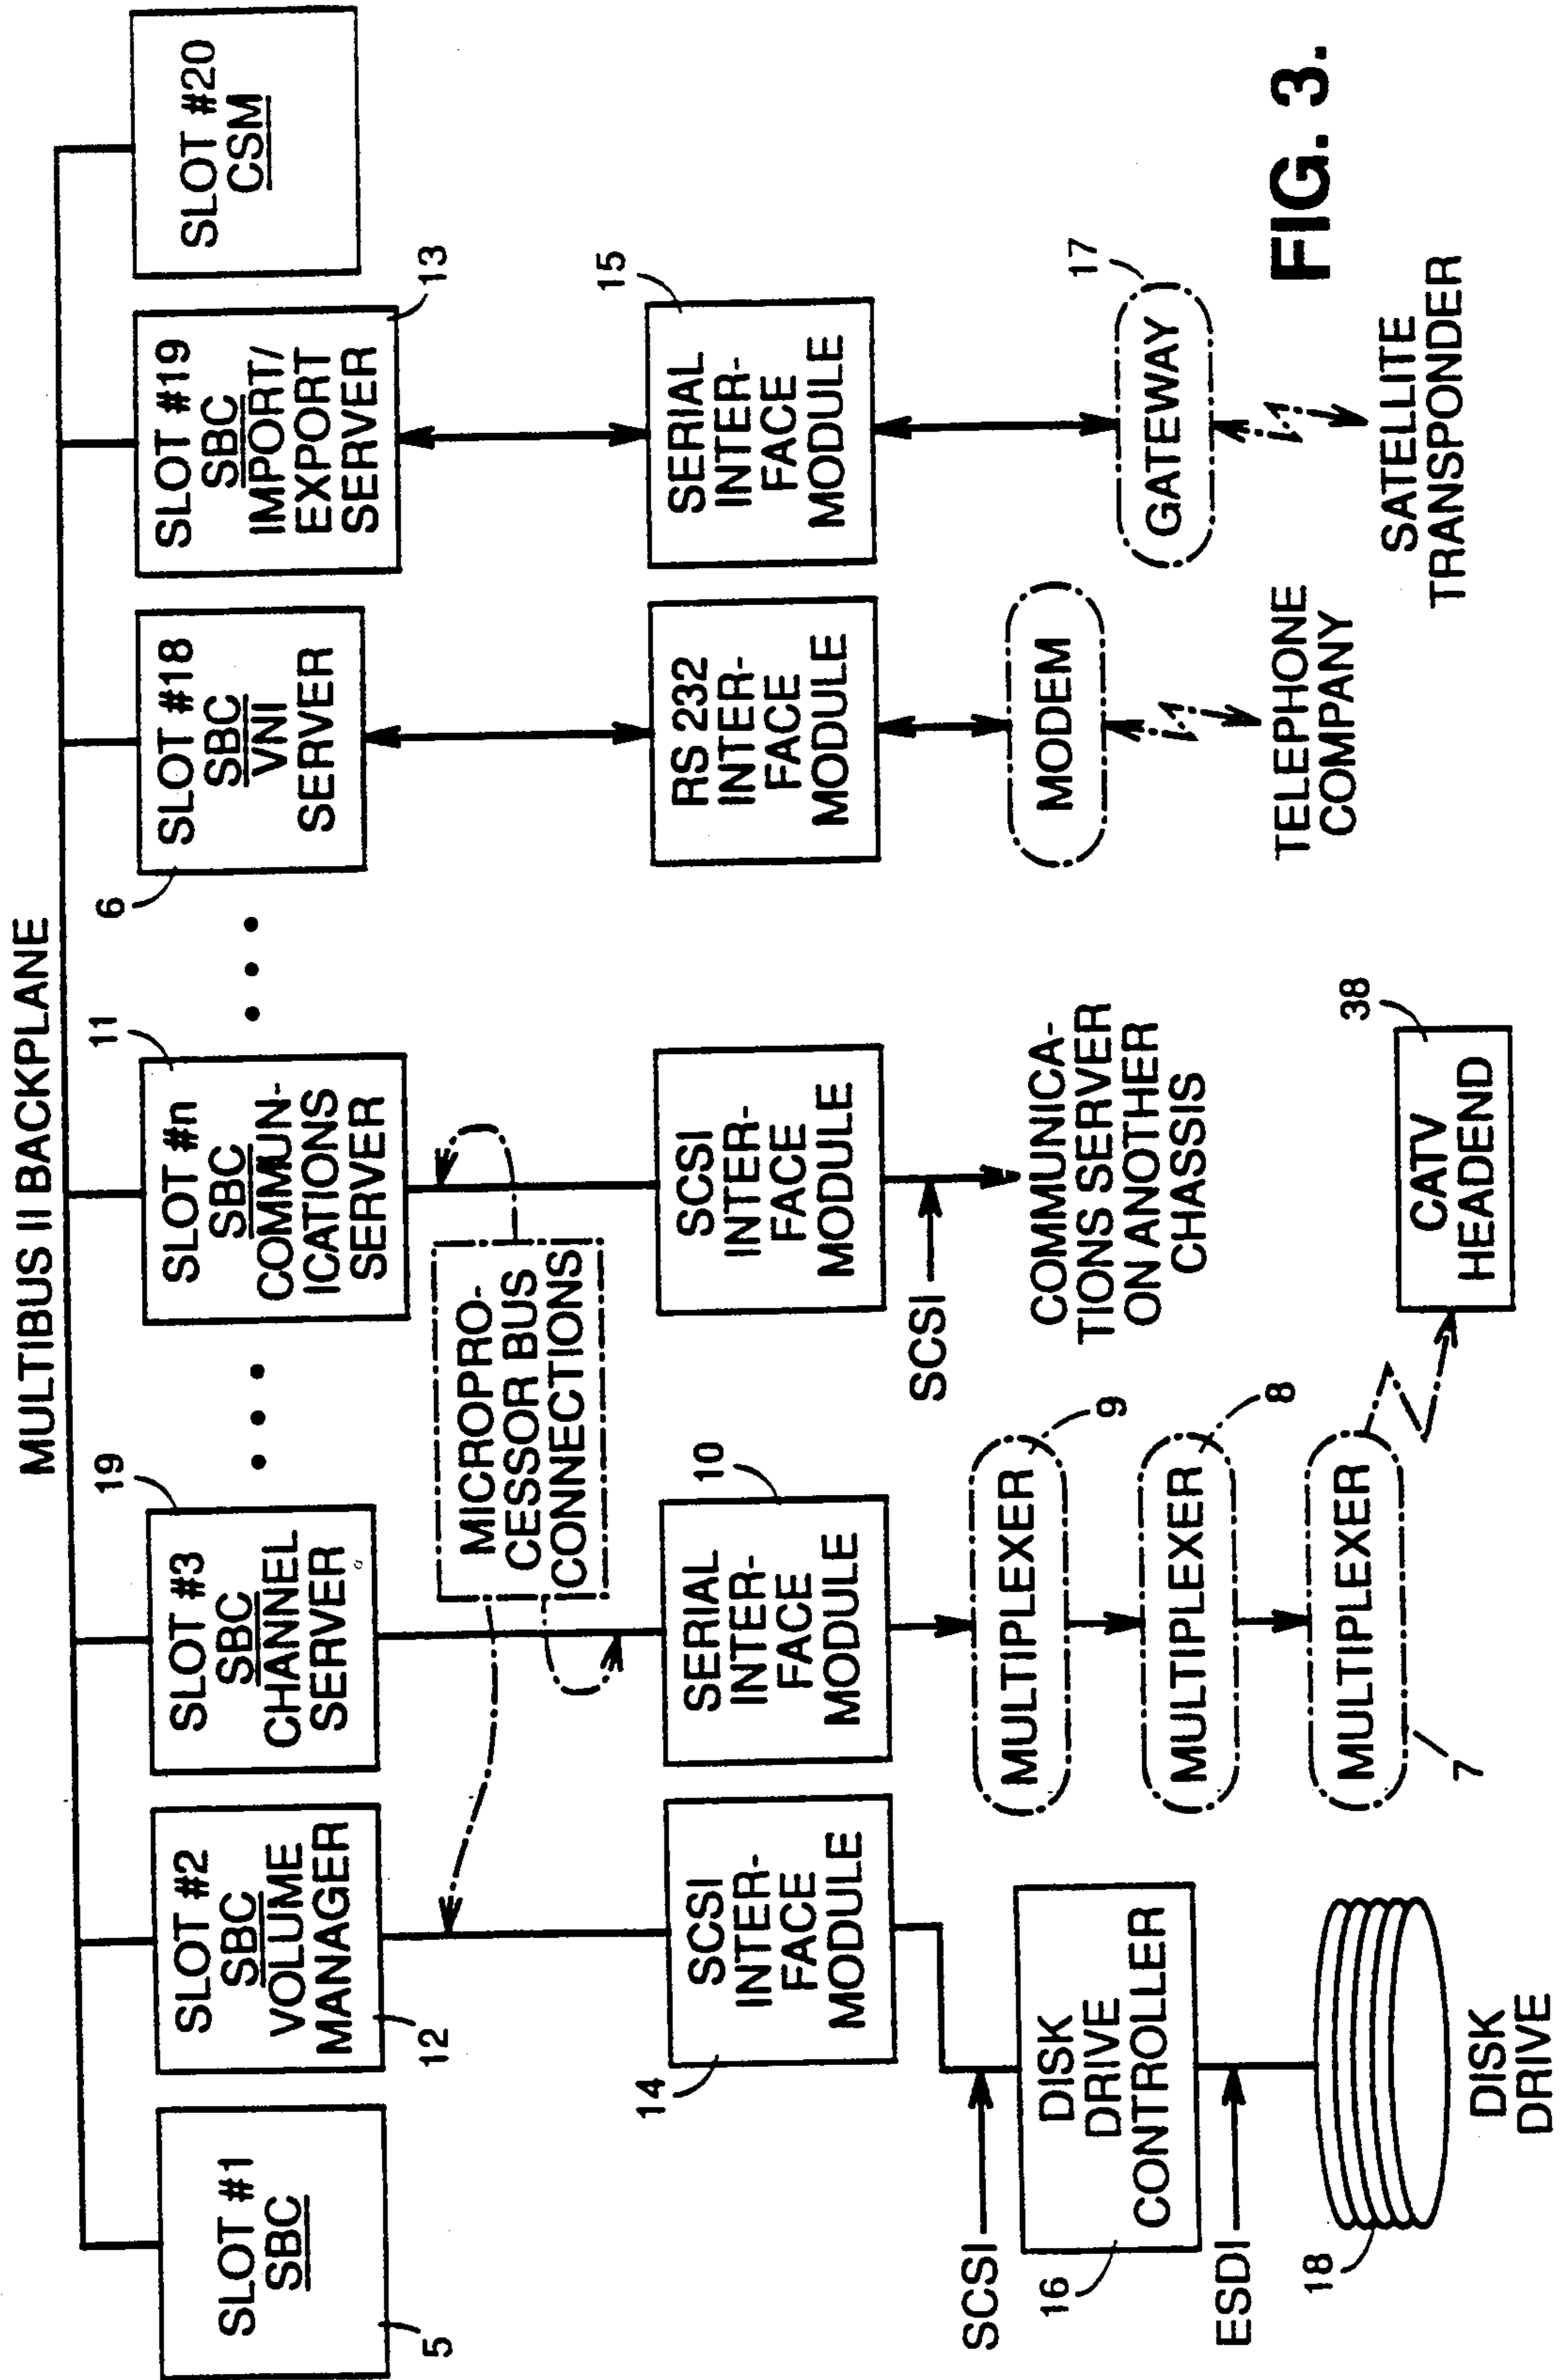 MULTIBUS II BACKPLANE
SLOT #1
SBC
5
SLOT #2
SBC
VOLUME
MANAGER
12
SLOT #3
SBC
CHANNEL
SERVER
19
SLOT #n
SBC
COMMUN-
ICATIONS
SERVER
11
SLOT #18
SBC
VNI
SERVER
6
SLOT #19
SBC
IMPORT/
EXPORT
SERVER
13
SLOT #20
CSM
MICROPRO-
CESSOR BUS
CONNECTIONS
SCSI
INTER-
FACE
MODULE
14
SERIAL
INTER-
FACE
MODULE
10
SCSI
INTER-
FACE
MODULE
RS 232
INTER-
FACE
MODULE
SERIAL
INTER-
FACE
MODULE
15
SCSI
DISK
DRIVE
CONTROLLER
16
ESDI
18
DISK
DRIVE
MULTIPLEXER
9
MULTIPLEXER
8
MULTIPLEXER
7
SCSI
COMMUNICA-
TIONS SERVER
ON ANOTHER
CHASSIS
CATV
HEADEND
38
MODEM
TELEPHONE
COMPANY
GATEWAY
17
SATELLITE
TRANSPONDER
FIG. 3.